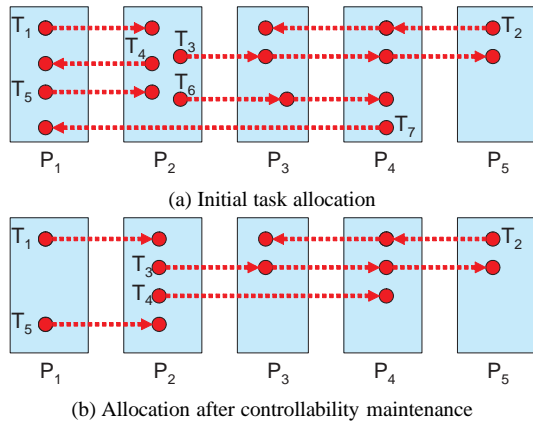 T1 T2
T4 T3
T5 T6
T7
P1 P2 P3 P4 P5
(a) Initial task allocation
T1 T2
T3
T4
T5
P1 P2 P3 P4 P5
(b) Allocation after controllability maintenance